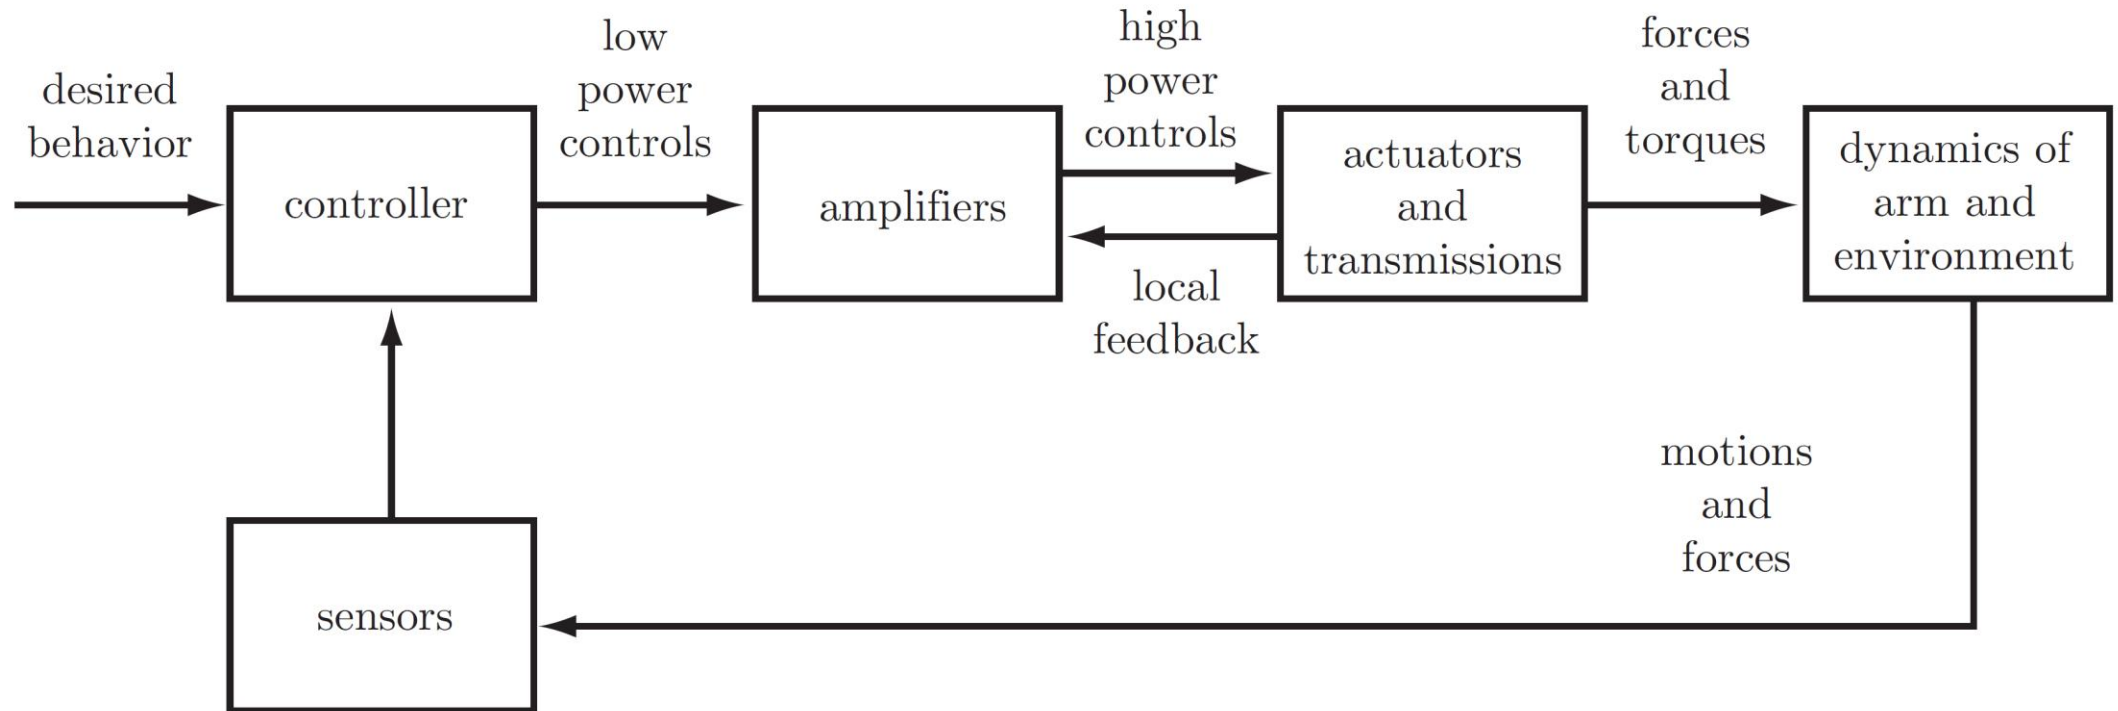 desired
behavior
controller
low
power
controls
amplifiers
high
power
controls
local
feedback
actuators
and
transmissions
forces
and
torques
dynamics of
arm and
environment
motions
and
forces
sensors